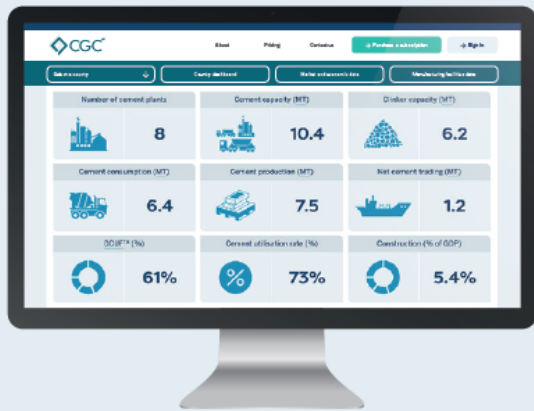 CGC
About
Pricing
Contact us
→ Purchase a subscription
→ Sign in
Select a country
Country dashboard
Market and economic data
Manufacturing facilities data
Number of cement plants
8
Cement capacity (MT)
10.4
Clinker capacity (MT)
6.2
Cement consumption (MT)
6.4
Cement production (MT)
7.5
Net cement trading (MT)
1.2
(%)
61%
%
Cement utilisation rate (%)
73%
Construction (% of GDP)
5.4%